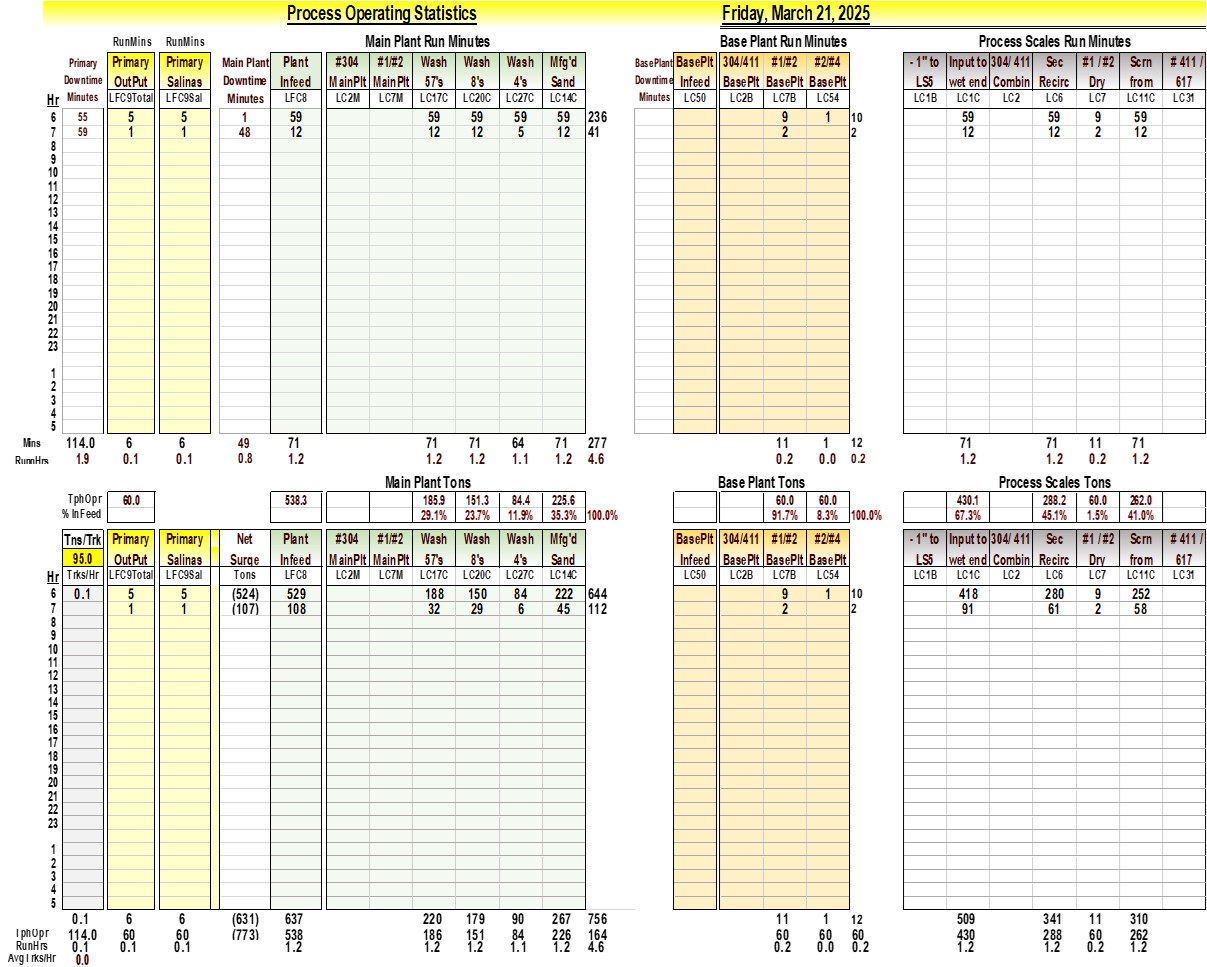 Process Operating Statistics Friday, March 21, 2025
RunMins RunMins Main Plant Run Minutes Base Plant Run Minutes Process Scales Run Minutes
Primary Primary Primary Main Plant Plant #304 #1/#2 Wash Wash Wash Mfg'd BasePlant BasePlt 304/411 #1/#2 #2/#4 - 1" to Input to 304/ 411 Sec #1 /#2 Scrn # 411 /
Downtime OutPut Salinas Downtime Infeed MainPlt MainPlt 57's 8's 4's Sand Downtime Infeed BasePlt BasePlt BasePlt LS5 wet end Combin Recirc Dry from 617
Hr Minutes LFC9Total LFC9Sal Minutes LFC8 LC2M LC7M LC17C LC20C LC27C LC14C Minutes LC50 LC2B LC7B LC54 LC1B LC1C LC2 LC6 LC7 LC11C LC31
6 55 5 5 1 59 59 59 59 59 236 9 1 10 59 59 9 59
7 59 1 1 48 12 12 12 5 12 41 2 2 12 12 2 12
8
9
10
11
12
13
14
15
16
17
18
19
20
21
22
23
1
2
3
4
5
Mins 114.0 6 6 49 71 71 71 64 71 277 11 1 12 71 71 11 71
RunnHrs 1.9 0.1 0.1 0.8 1.2 1.2 1.2 1.1 1.2 4.6 0.2 0.0 0.2 1.2 1.2 0.2 1.2
Main Plant Tons Base Plant Tons Process Scales Tons
TphOpr 60.0 538.3 185.9 151.3 84.4 225.6 60.0 60.0 430.1 288.2 60.0 262.0
% InFeed 29.1% 23.7% 11.9% 35.3% 100.0% 91.7% 8.3% 100.0% 67.3% 45.1% 1.5% 41.0%
Tns/Trk Primary Primary Net Plant #304 #1/#2 Wash Wash Wash Mfg'd BasePlt 304/411 #1/#2 #2/#4 - 1" to Input to 304/ 411 Sec #1 /#2 Scrn # 411 /
95.0 OutPut Salinas Surge Infeed MainPlt MainPlt 57's 8's 4's Sand Infeed BasePlt BasePlt BasePlt LS5 wet end Combin Recirc Dry from 617
Hr Trks/Hr LFC9Total LFC9Sal Tons LFC8 LC2M LC7M LC17C LC20C LC27C LC14C LC50 LC2B LC7B LC54 LC1B LC1C LC2 LC6 LC7 LC11C LC31
6 0.1 5 5 (524) 529 188 150 84 222 644 9 1 10 418 280 9 252
7 1 1 (107) 108 32 29 6 45 112 2 2 91 61 2 58
8
9
10
11
12
13
14
15
16
17
18
19
20
21
22
23
1
2
3
4
5
0.1 6 6 (631) 637 220 179 90 267 756 11 1 12 509 341 11 310
TphOpr 114.0 60 60 (773) 538 186 151 84 226 164 60 60 60 430 288 60 262
RunHrs 0.1 0.1 0.1 1.2 1.2 1.2 1.1 1.2 4.6 0.2 0.0 0.2 1.2 1.2 0.2 1.2
Avg Trks/Hr 0.0